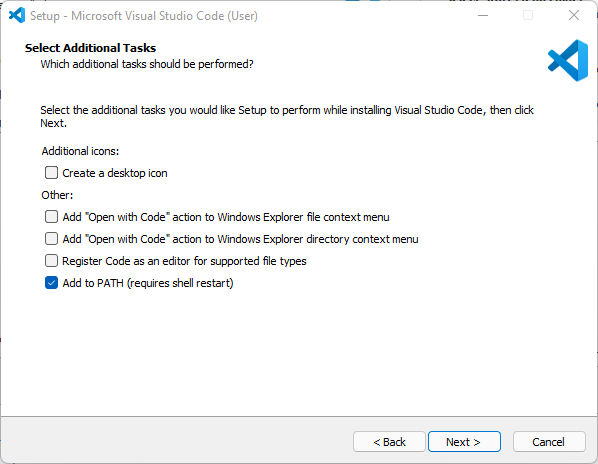 Setup - Microsoft Visual Studio Code (User)
Select Additional Tasks
Which additional tasks should be performed?
Select the additional tasks you would like Setup to perform while installing Visual Studio Code, then click
Next.
Additional icons:
Create a desktop icon
Other:
Add "Open with Code" action to Windows Explorer file context menu
Add "Open with Code" action to Windows Explorer directory context menu
Register Code as an editor for supported file types
Add to PATH (requires shell restart)
< Back Next > Cancel